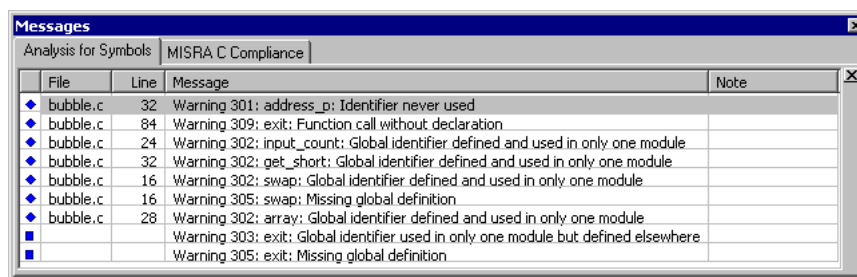 Messages
Analysis for Symbols MISRA C Compliance
File Line Message Note
bubble.c 32 Warning 301: address_p: Identifier never used
bubble.c 84 Warning 309: exit: Function call without declaration
bubble.c 24 Warning 302: input_count: Global identifier defined and used in only one module
bubble.c 32 Warning 302: get_short: Global identifier defined and used in only one module
bubble.c 16 Warning 302: swap: Global identifier defined and used in only one module
bubble.c 16 Warning 305: swap: Missing global definition
bubble.c 28 Warning 302: array: Global identifier defined and used in only one module
Warning 303: exit: Global identifier used in only one module but defined elsewhere
Warning 305: exit: Missing global definition